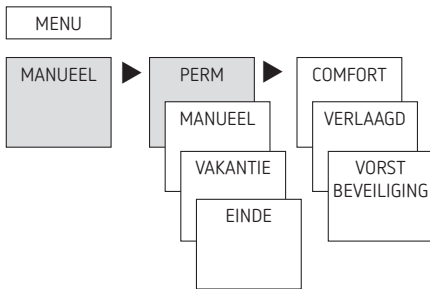 MENU
MANUEEL
PERM
COMFORT
MANUEEL
VERLAAGD
VAKANTIE
VORST
BEVEILIGING
EINDE